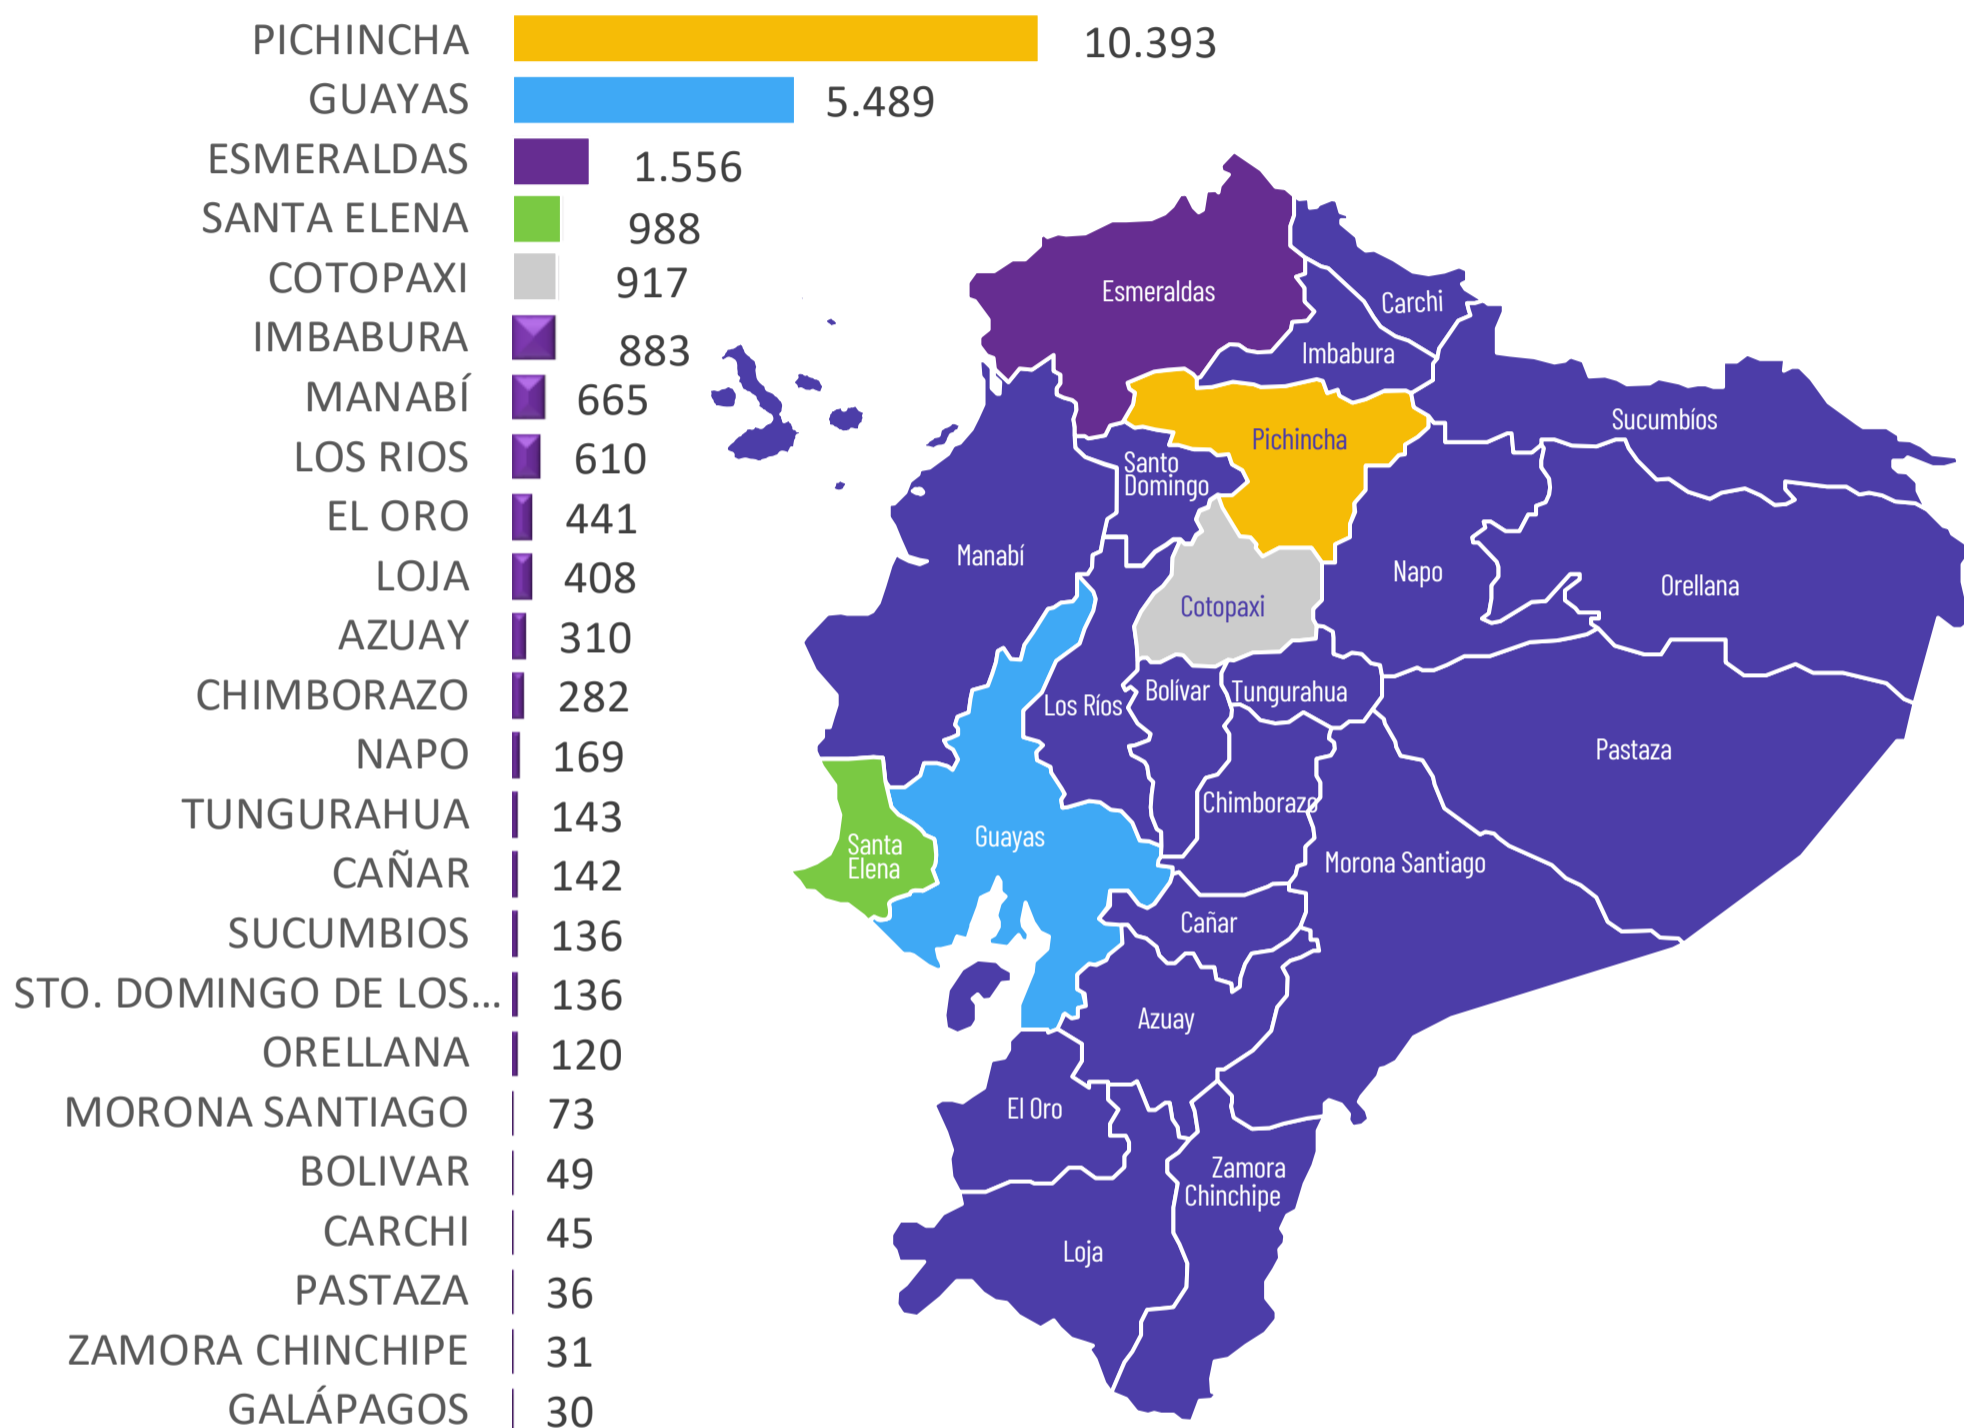 PICHINCHA 10.393
GUAYAS 5.489
ESMERALDAS 1.556
SANTA ELENA 988
COTOPAXI 917
IMBABURA 883
MANABÍ 665
LOS RIOS 610
EL ORO 441
LOJA 408
AZUAY 310
CHIMBORAZO 282
NAPO 169
TUNGURAHUA 143
CAÑAR 142
SUCUMBIOS 136
STO. DOMINGO DE LOS... 136
ORELLANA 120
MORONA SANTIAGO 73
BOLIVAR 49
CARCHI 45
PASTAZA 36
ZAMORA CHINCHIPE 31
GALÁPAGOS 30
Esmeraldas
Carchi
Imbabura
Sucumbíos
Pichincha
Santo
Domingo
Manabí
Napo
Orellana
Cotopaxi
Los Ríos
Bolívar
Tungurahua
Pastaza
Chimborazo
Guayas
Santa
Elena
Morona Santiago
Cañar
Azuay
El Oro
Zamora
Chinchipe
Loja